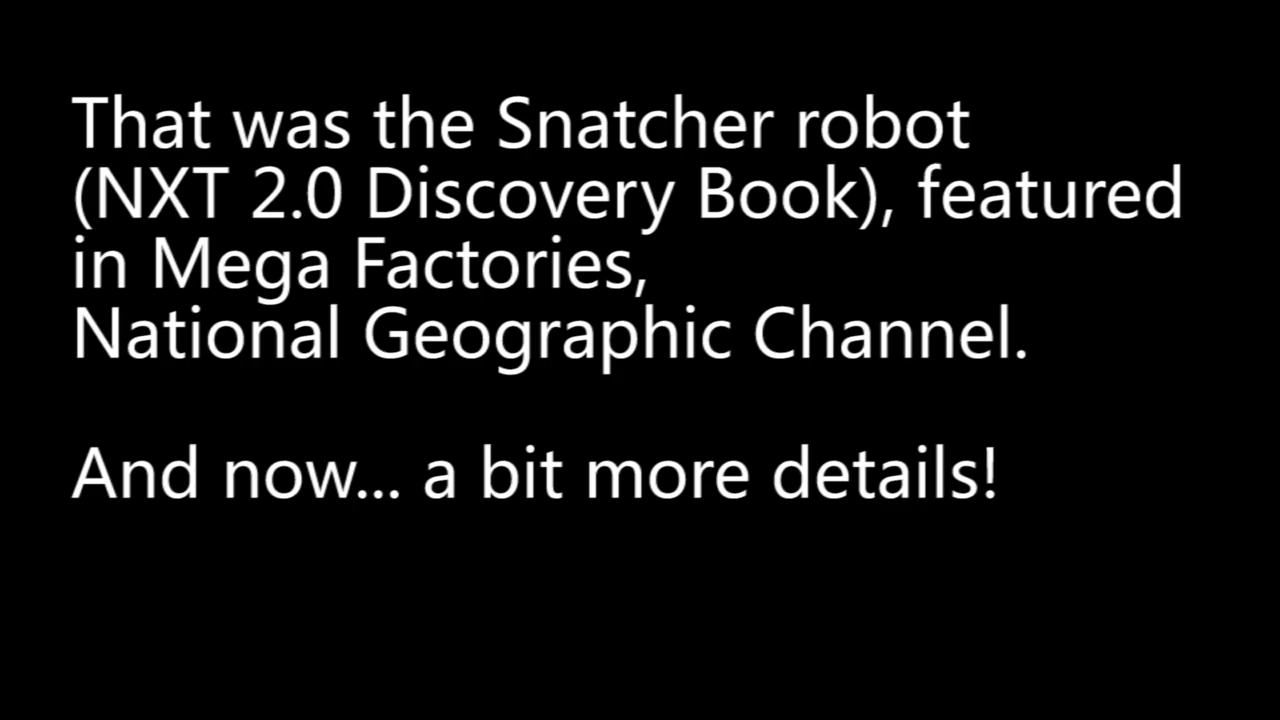 That was the Snatcher robot
(NXT 2.0 Discovery Book), featured
in Mega Factories,
National Geographic Channel.
And now... a bit more details!